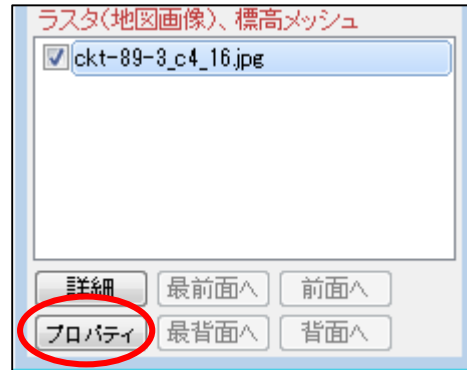 ラスタ(地図画像)、標高メッシュ
ckt-89-3_c4_16.jpg
詳細 最前面へ 前面へ
プロパティ 最背面へ 背面へ